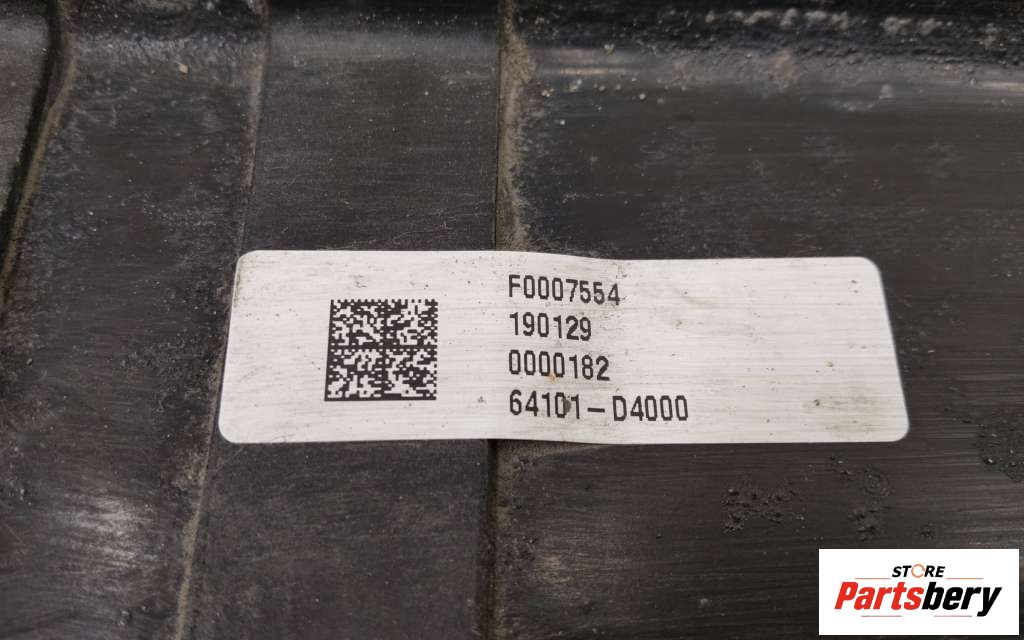 F0007554
190129
0000182
64101-D4000
STORE
Partsbery